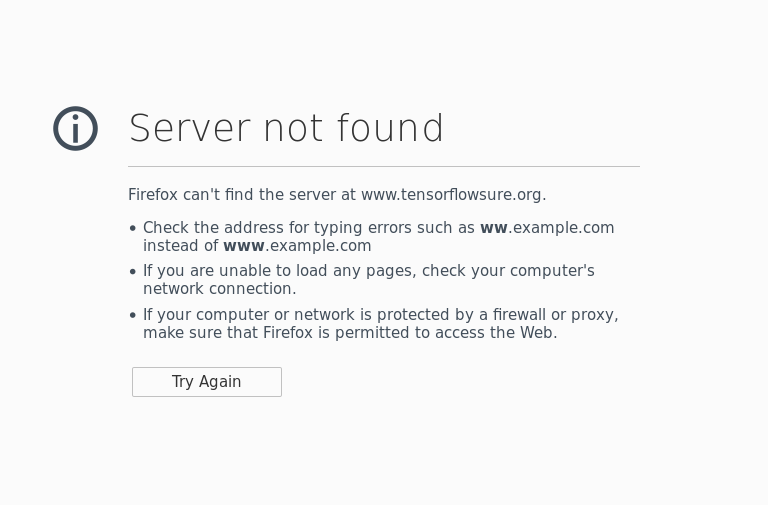 Server not found
Firefox can't find the server at www.tensorflowsure.org.
• Check the address for typing errors such as ww.example.com
instead of www.example.com
• If you are unable to load any pages, check your computer's
network connection.
• If your computer or network is protected by a firewall or proxy,
make sure that Firefox is permitted to access the Web.
Try Again